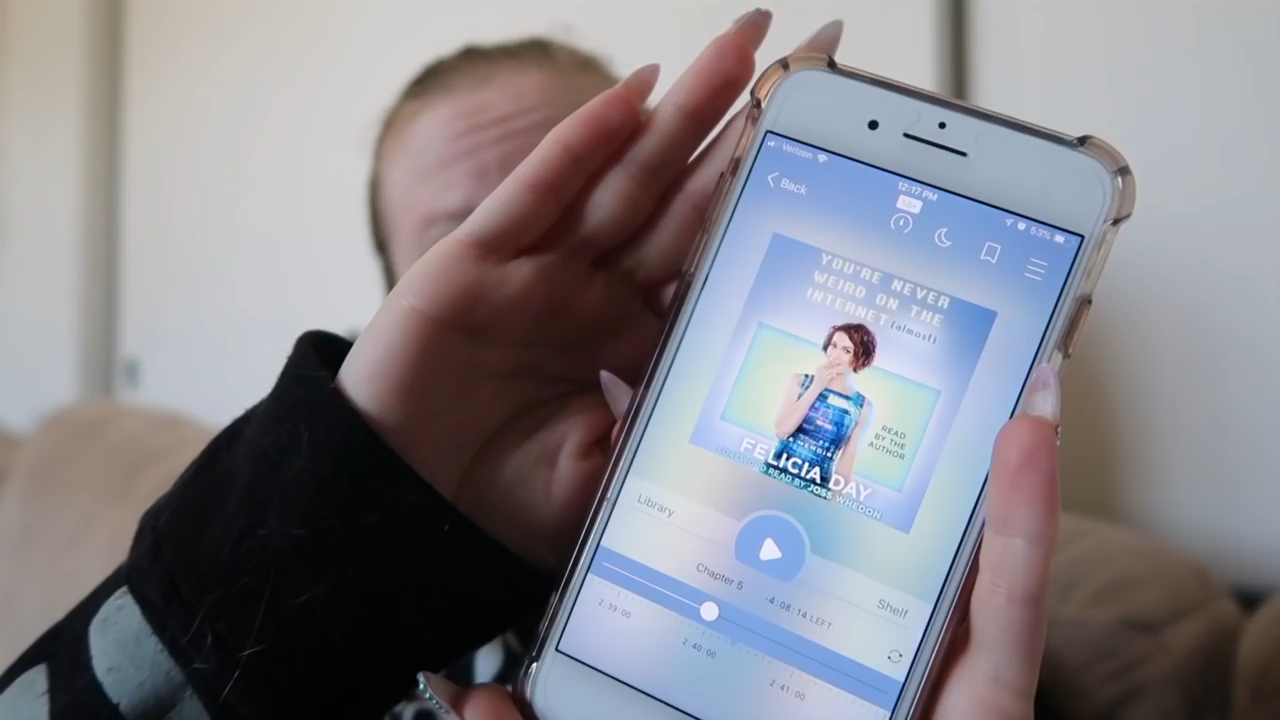 Verizon
12:17 PM
53%
Back
YOU'RE NEVER
WEIRD ON THE
INTERNET (almost)
READ
BY THE
AUTHOR
FELICIA DAY
FOREWORD READ BY JOSS WHEDON
Library
Chapter 5
-4:08:14 LEFT
Shelf
2:39:00
2:40:00
2:41:00